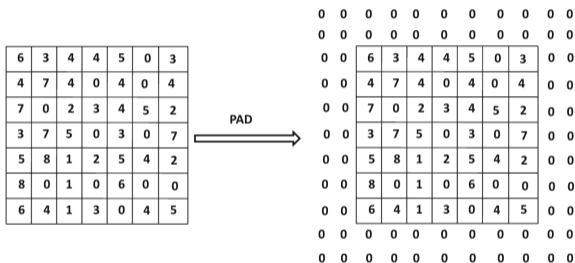 6 3 4 4 5 0 3
4 7 4 0 4 0 4
7 0 2 3 4 5 2
3 7 5 0 3 0 7
5 8 1 2 5 4 2
8 0 1 0 6 0 0
6 4 1 3 0 4 5
PAD
0 0 0 0 0 0 0 0 0 0 0
0 0 0 0 0 0 0 0 0 0 0
0 0 6 3 4 4 5 0 3 0 0
0 0 4 7 4 0 4 0 4 0 0
0 0 7 0 2 3 4 5 2 0 0
0 0 3 7 5 0 3 0 7 0 0
0 0 5 8 1 2 5 4 2 0 0
0 0 8 0 1 0 6 0 0 0 0
0 0 6 4 1 3 0 4 5 0 0
0 0 0 0 0 0 0 0 0 0 0
0 0 0 0 0 0 0 0 0 0 0